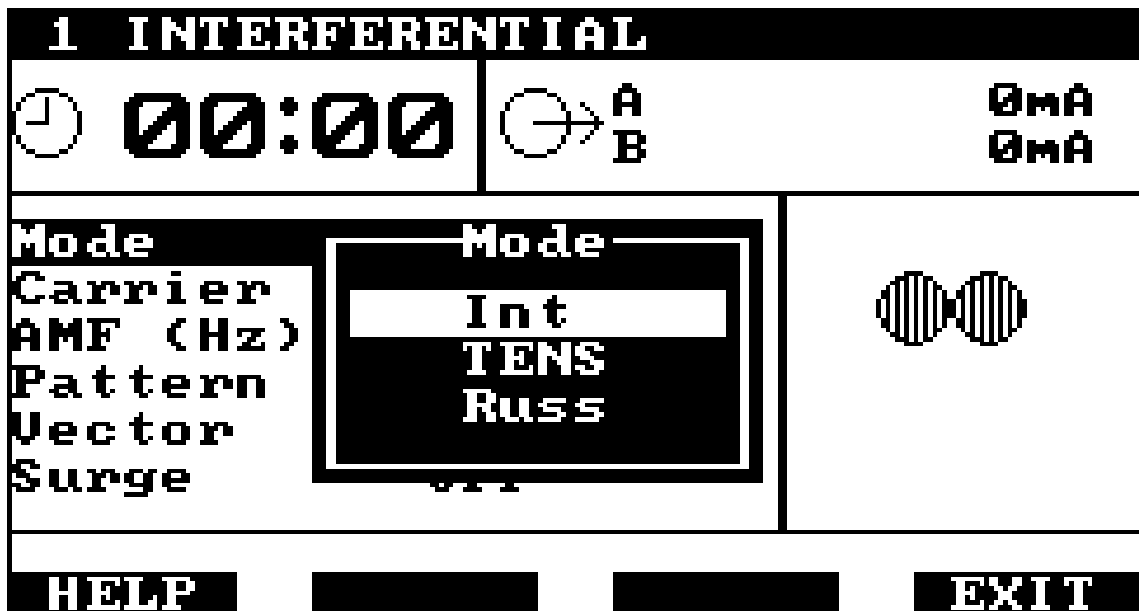 1 INTERFERENTIAL
00:00
A 0mA
B 0mA
Mode
Carrier
AMF (Hz)
Pattern
Vector
Surge
Mode
Int
TENS
Russ
HELP EXIT